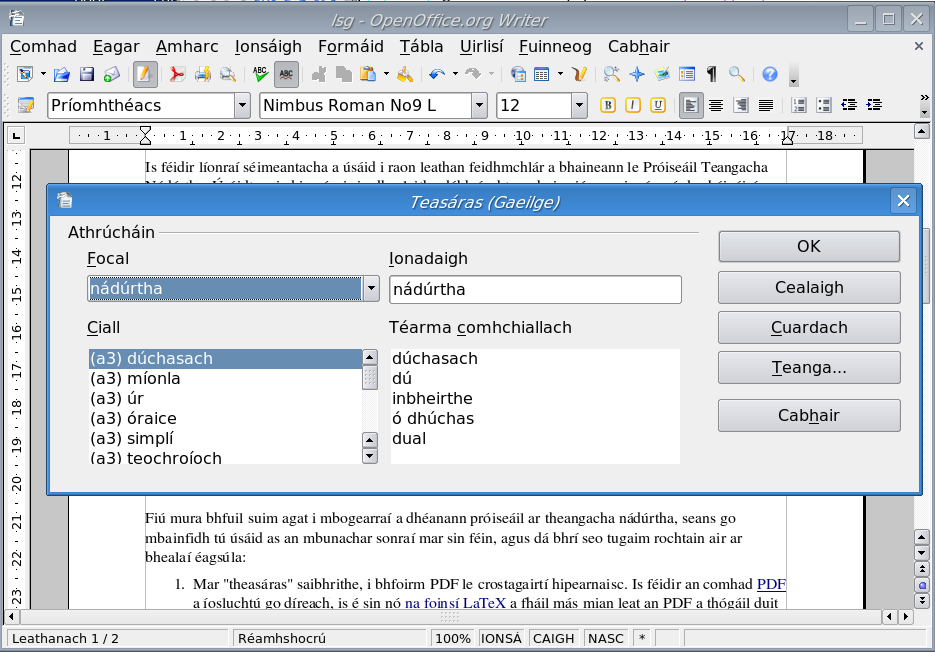 lsg - OpenOffice.org Writer
Comhad Eagar Amharc Ionsáigh Formáid Tábla Uirlisí Fuinneog Cabhair
Príomhthéacs Nimbus Roman No9 L 12 B I U
1 1 2 3 4 5 6 7 8 9 10 11 12 13 14 15 16 17 18
Is féidir líonraí séimeantacha a úsáid i raon leathan feidhmchlár a bhaineann le Próiseáil Teangacha
Teasáras (Gaeilge)
Athrúcháin
Focal Ionadaigh
nádúrtha nádúrtha
Ciall Téarma comhchiallach
(a3) dúchasach dúchasach
(a3) míonla dú
(a3) úr inbheirthe
(a3) óraice ó dhúchas
(a3) simplí dual
(a3) teochroíoch
OK
Cealaigh
Cuardach
Teanga...
Cabhair
12
13
14
15
16
17
18
19
20
21
22
23
Fiú mura bhfuil suim agat i mbogearraí a dhéanann próiseáil ar theangacha nádúrtha, seans go
mbainfidh tú úsáid as an mbunachar sonraí mar sin féin, agus dá bhrí seo tugaim rochtain air ar
bhealaí éagsúla:
1. Mar "theasáras" saibhrithe, i bhfoirm PDF le crostagairtí hipearnaisc. Is féidir an comhad PDF
a íosluchtú go díreach, is é sin nó na foinsí LaTeX a fháil más mian leat an PDF a thógáil duit
Leathanach 1 / 2 Réamhshocrú 100% IONSÁ CAIGH NASC *